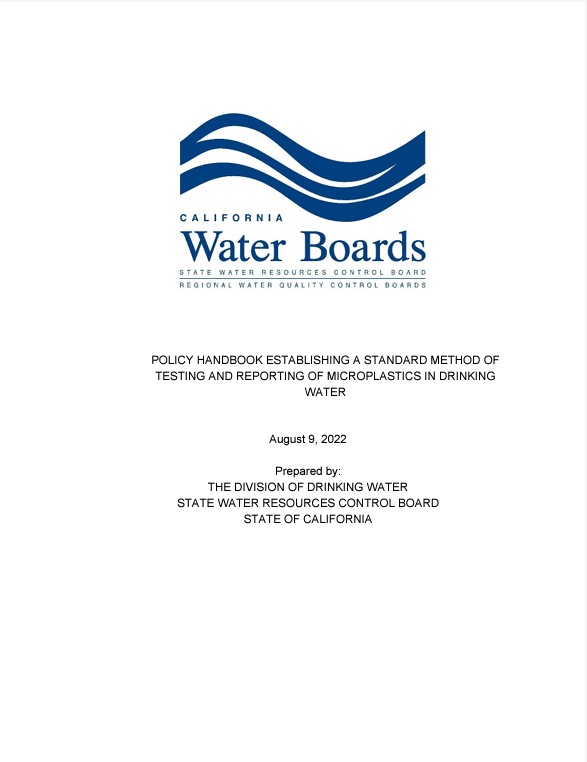 CALIFORNIA
Water Boards
STATE WATER RESOURCES CONTROL BOARD
REGIONAL WATER QUALITY CONTROL BOARDS
POLICY HANDBOOK ESTABLISHING A STANDARD METHOD OF
TESTING AND REPORTING OF MICROPLASTICS IN DRINKING
WATER
August 9, 2022
Prepared by:
THE DIVISION OF DRINKING WATER
STATE WATER RESOURCES CONTROL BOARD
STATE OF CALIFORNIA